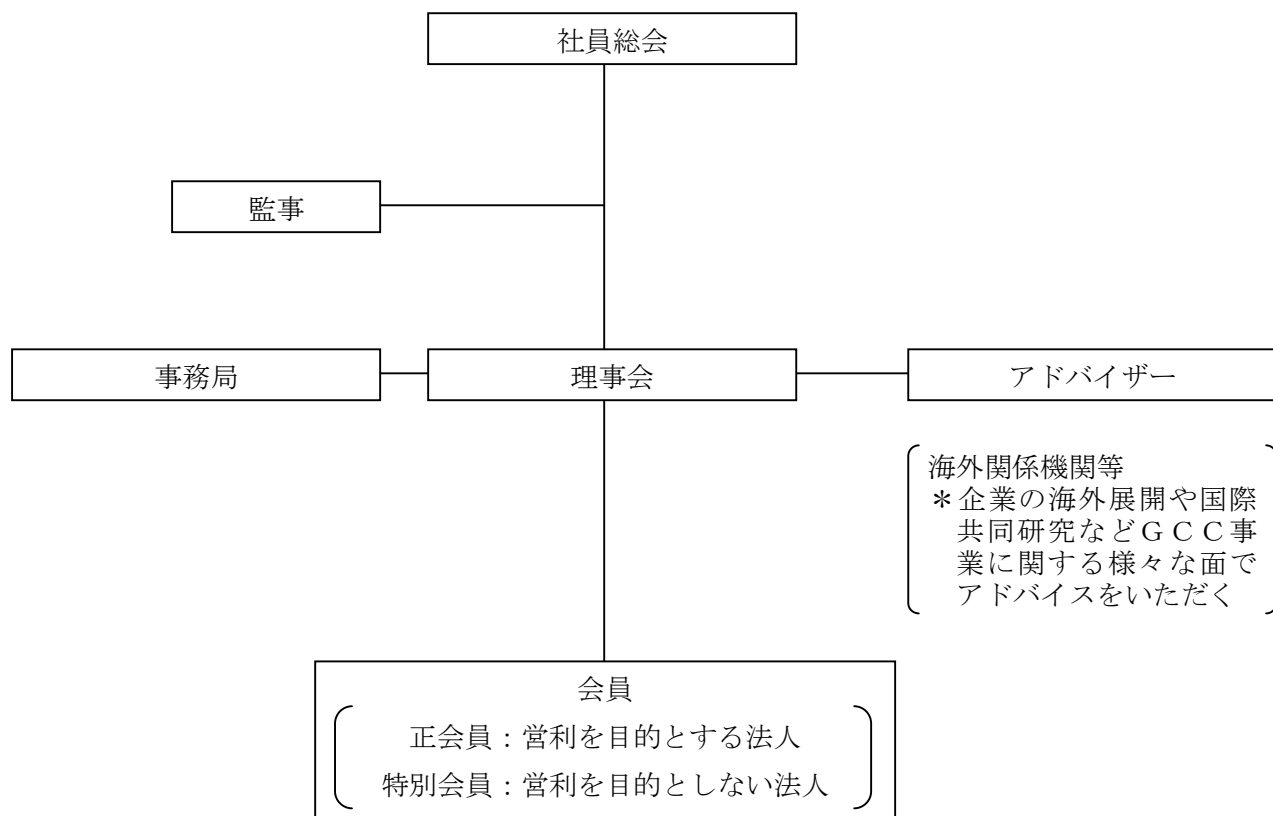 社員総会
監事
事務局
理事会
アドバイザー
海外関係機関等
＊企業の海外展開や国際
共同研究などＧＣＣ事
業に関する様々な面で
アドバイスをいただく
会員
正会員：営利を目的とする法人
特別会員：営利を目的としない法人